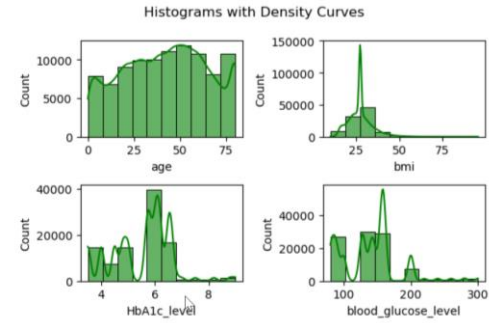 Histograms with Density Curves
Count
10000
5000
0
0 25 50 75
age
Count
150000
100000
50000
0
25 50 75
bmi
Count
40000
20000
0
4 6 8
HbA1c_level
Count
40000
20000
0
100 200 300
blood_glucose_level